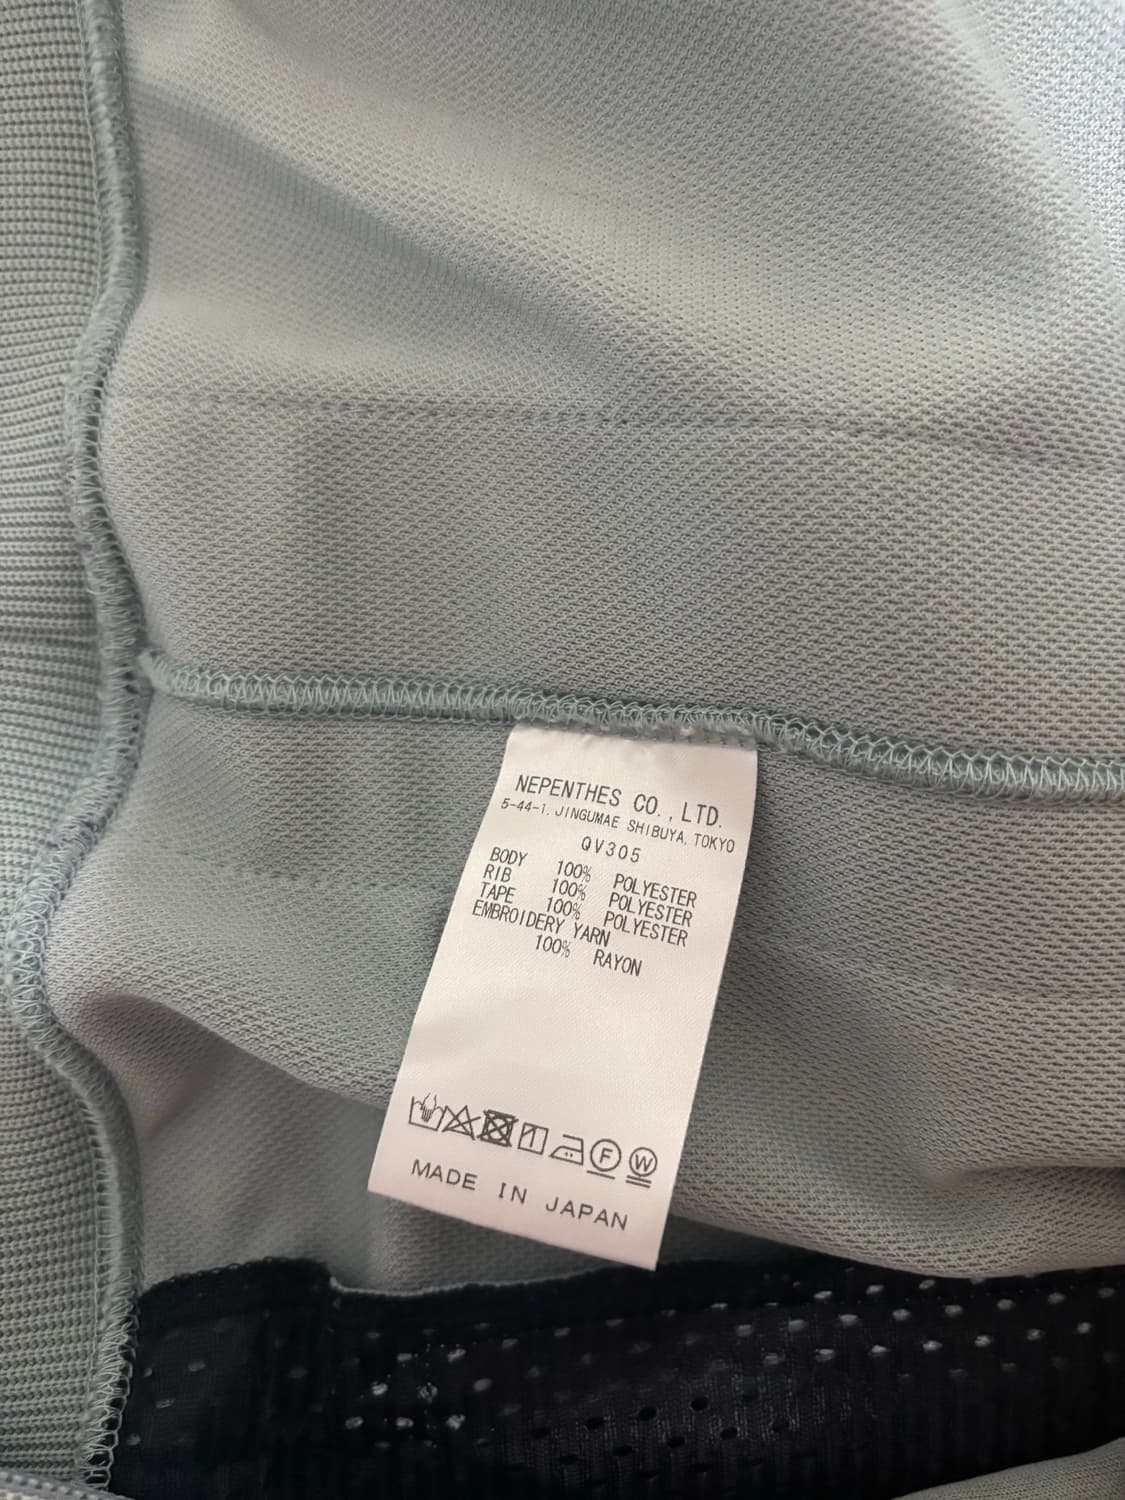 NEPENTHES CO., LTD.
5-44-1, JINGUMAE SHIBUYA, TOKYO
QV305
BODY 100% POLYESTER
RIB 100% POLYESTER
TAPE 100% POLYESTER
EMBROIDERY YARN
100% RAYON
F W
MADE IN JAPAN